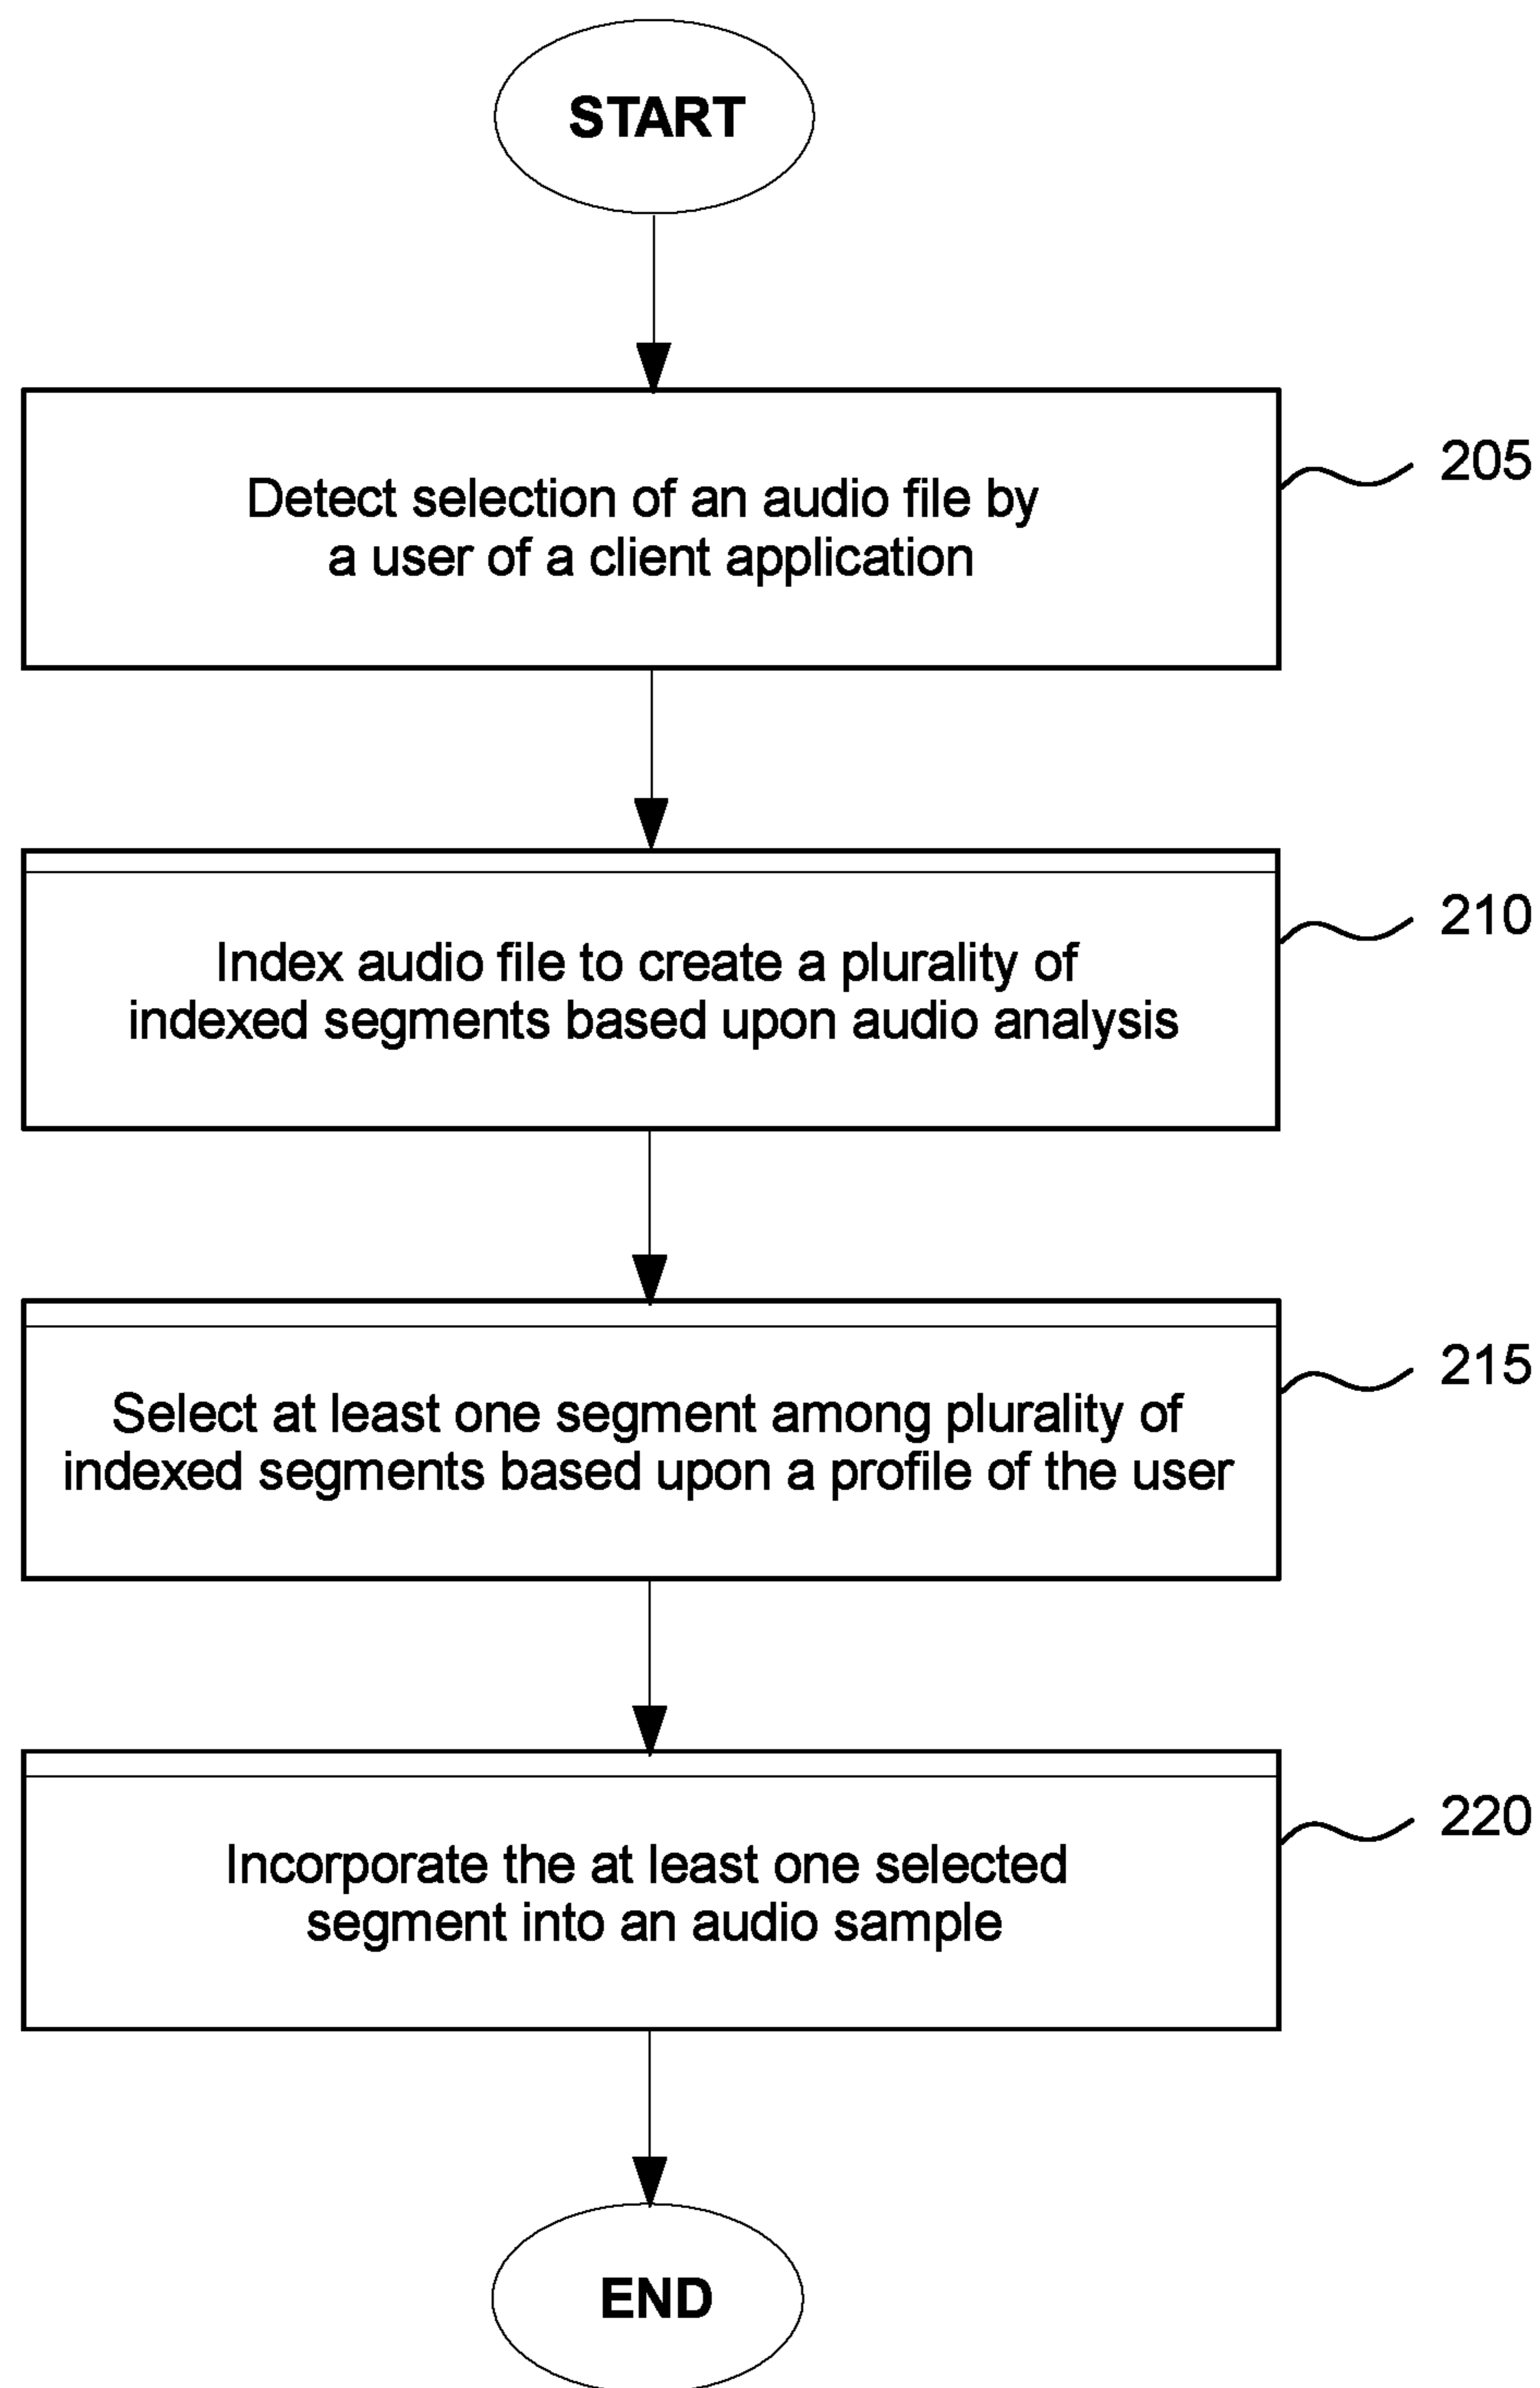 START
Detect selection of an audio file by
a user of a client application
205
Index audio file to create a plurality of
indexed segments based upon audio analysis
210
Select at least one segment among plurality of
indexed segments based upon a profile of the user
215
Incorporate the at least one selected
segment into an audio sample
220
END